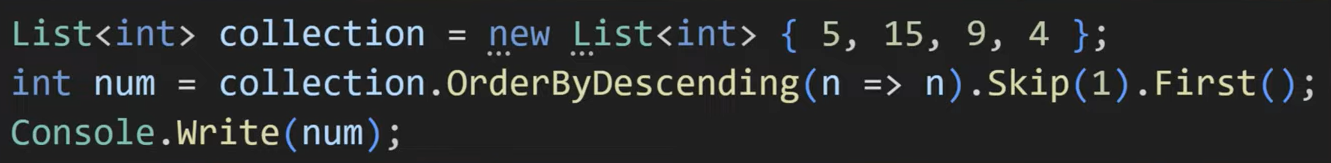 List<int> collection = new List<int> { 5, 15, 9, 4 };
int num = collection.OrderByDescending(n => n).Skip(1).First();
Console.Write(num);